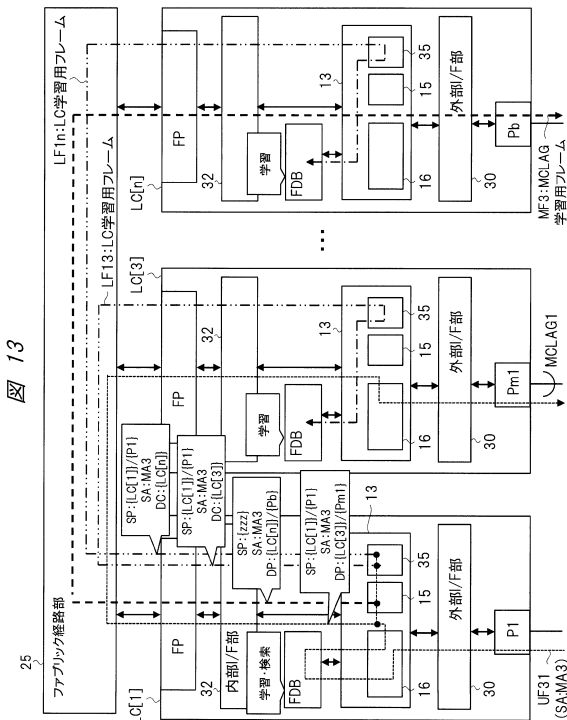 図 13
25
ファブリック経路部
LF1n:LC学習用フレーム
LF13:LC学習用フレーム
LC[1]
FP
32
内部I/F部
学習・検索
FDB
13
16
15
35
外部I/F部
30
P1
UF31
(SA:MA3)
SP:{LC[1]}/{P1}
SA:MA3
DC:{LC[n]}
SP:{LC[1]}/{P1}
SA:MA3
DC:{LC[3]}
SP:{zzz}
SA:MA3
DP:{LC[n]}/{Pb}
SP:{LC[1]}/{P1}
SA:MA3
DP:{LC[3]}/{Pm1}
LC[3]
FP
32
学習
FDB
13
16
15
35
外部I/F部
30
Pm1
MCLAG1
...
LC[n]
FP
32
学習
FDB
13
16
15
35
外部I/F部
30
Pb
MF3:MCLAG
学習用フレーム